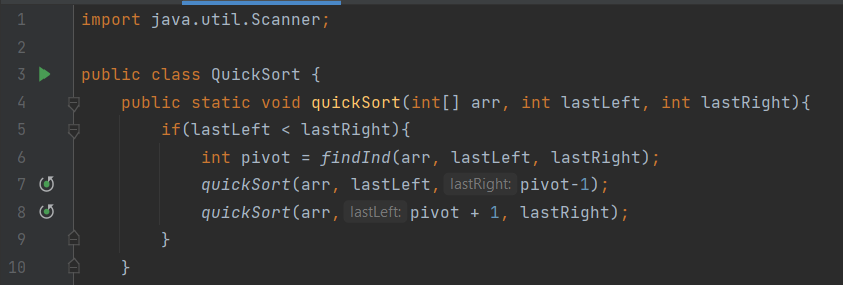 1 import java.util.Scanner;
2
3 public class QuickSort {
4 public static void quickSort(int[] arr, int lastLeft, int lastRight){
5 if(lastLeft < lastRight){
6 int pivot = findInd(arr, lastLeft, lastRight);
7 quickSort(arr, lastLeft, lastRight: pivot-1);
8 quickSort(arr, lastLeft: pivot + 1, lastRight);
9 }
10 }